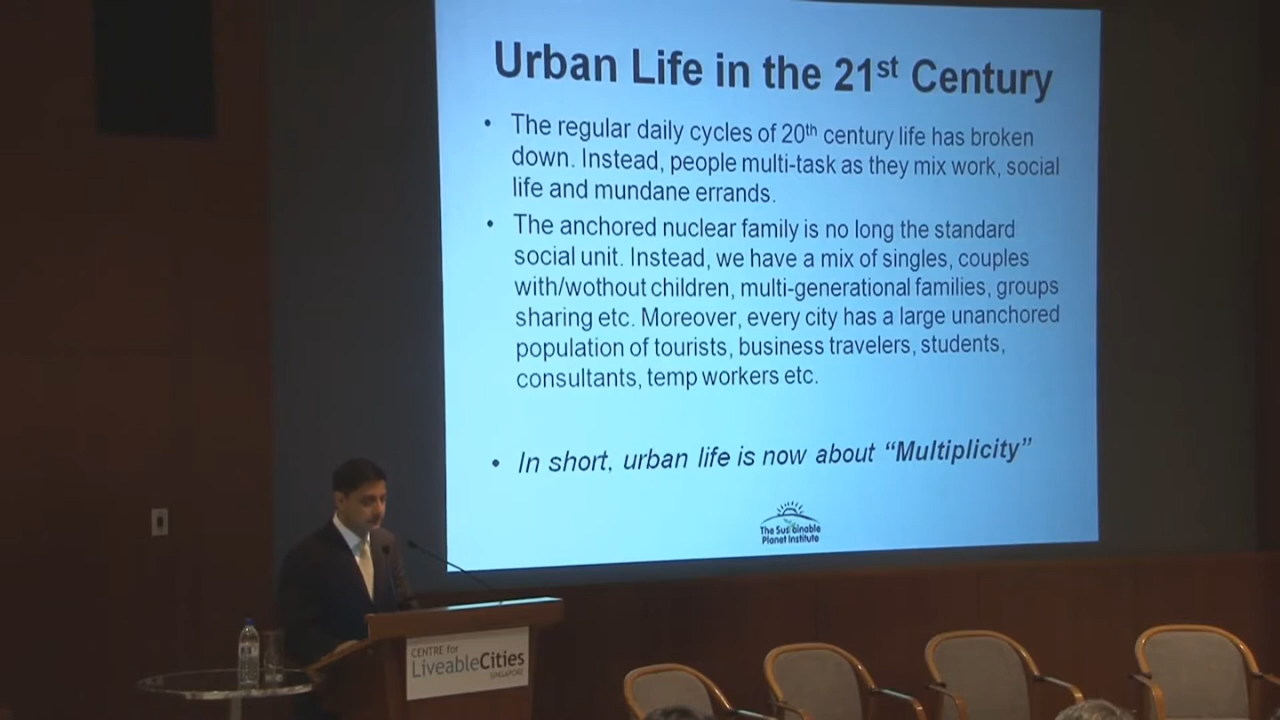 Urban Life in the 21st Century
• The regular daily cycles of 20th century life has broken
down. Instead, people multi-task as they mix work, social
life and mundane errands.
• The anchored nuclear family is no long the standard
social unit. Instead, we have a mix of singles, couples
with/wothout children, multi-generational families, groups
sharing etc. Moreover, every city has a large unanchored
population of tourists, business travelers, students,
consultants, temp workers etc.
• In short, urban life is now about “Multiplicity”
The Sustainable
Planet Institute
CENTRE for
LiveableCities
SINGAPORE